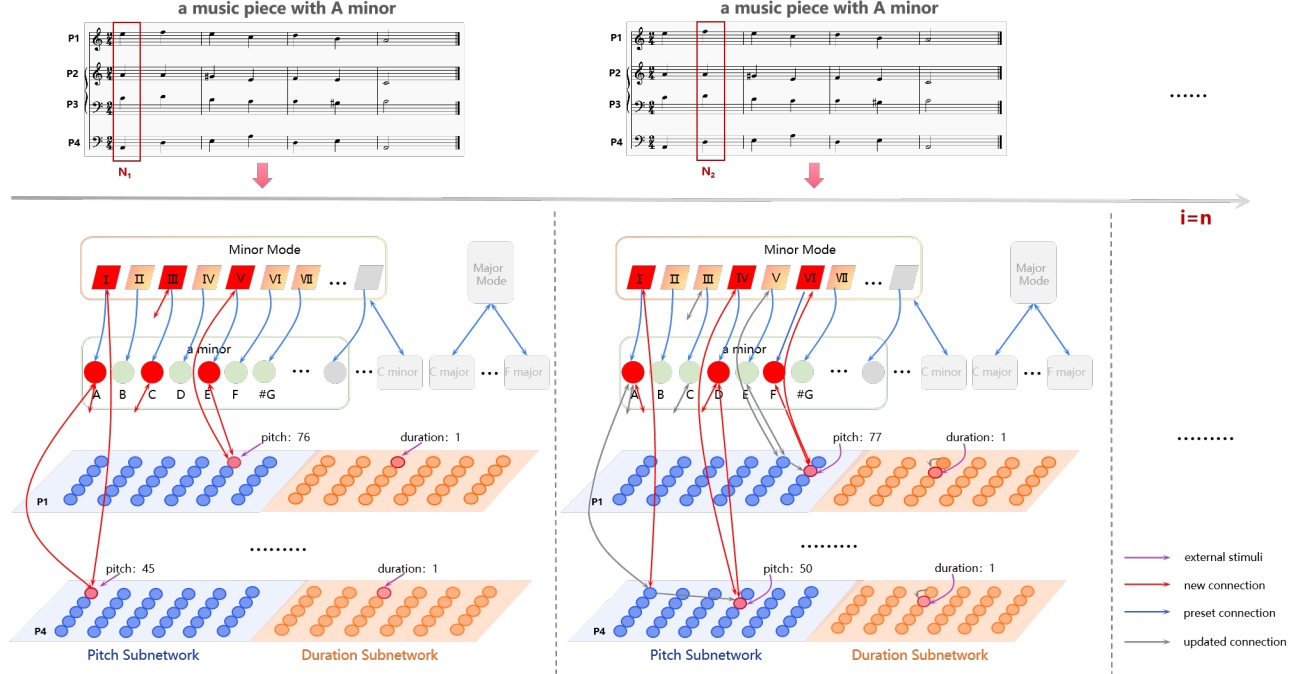 a music piece with A minor
a music piece with A minor
P1
P2
P3
P4
N₁
P1
P2
P3
P4
N₂
......
i=n
Minor Mode
I II III IV V VI VII ...
Major Mode
a minor
... C minor C major ... F major
A B C D E F #G
pitch: 76
duration: 1
P1
.........
pitch: 45
duration: 1
P4
Pitch Subnetwork
Duration Subnetwork
Minor Mode
I II III IV V VI VII ...
Major Mode
a minor
... C minor C major ... F major
A B C D E F #G
pitch: 77
duration: 1
P1
.........
pitch: 50
duration: 1
P4
Pitch Subnetwork
Duration Subnetwork
.........
external stimuli
new connection
preset connection
updated connection